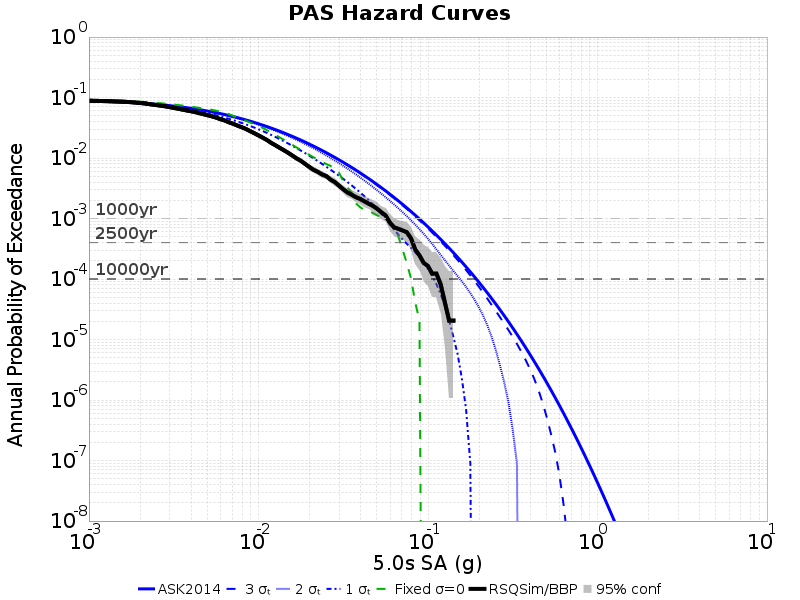 PAS Hazard Curves
Annual Probability of Exceedance
10^0
10^-1
10^-2
10^-3
10^-4
10^-5
10^-6
10^-7
10^-8
1000yr
2500yr
10000yr
10^-3 10^-2 10^-1 10^0 10^1
5.0s SA (g)
ASK2014 3 σₜ 2 σₜ 1 σₜ Fixed σ=0 RSQSim/BBP 95% conf